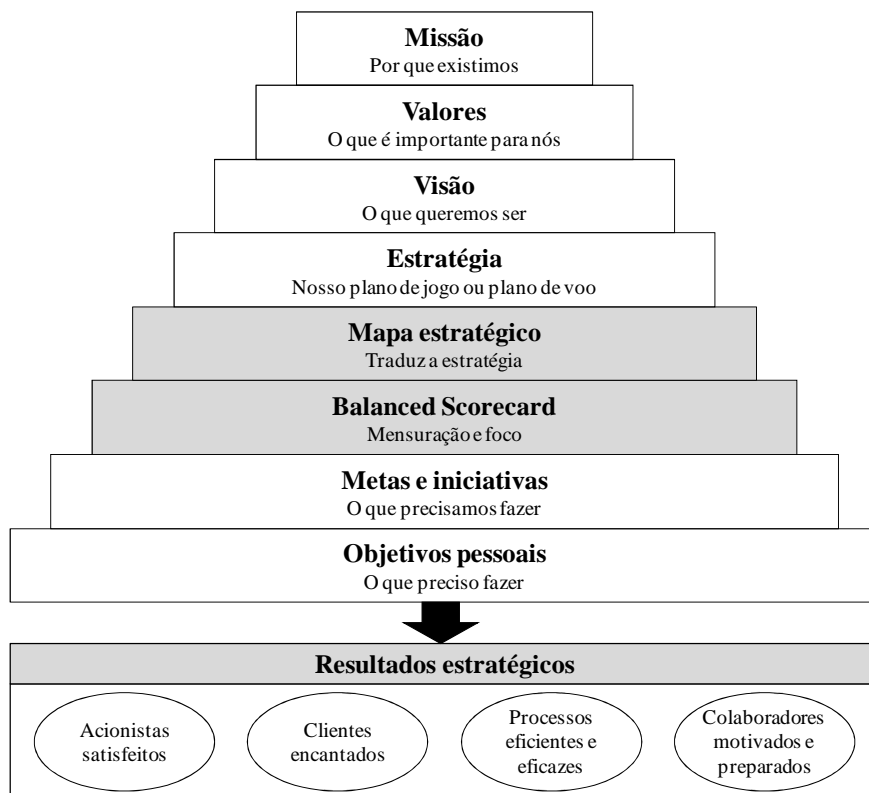 Missão
Por que existimos
Valores
O que é importante para nós
Visão
O que queremos ser
Estratégia
Nosso plano de jogo ou plano de voo
Mapa estratégico
Traduz a estratégia
Balanced Scorecard
Mensuração e foco
Metas e iniciativas
O que precisamos fazer
Objetivos pessoais
O que preciso fazer
Resultados estratégicos
Acionistas
satisfeitos
Clientes
encantados
Processos
eficientes e
eficazes
Colaboradores
motivados e
preparados